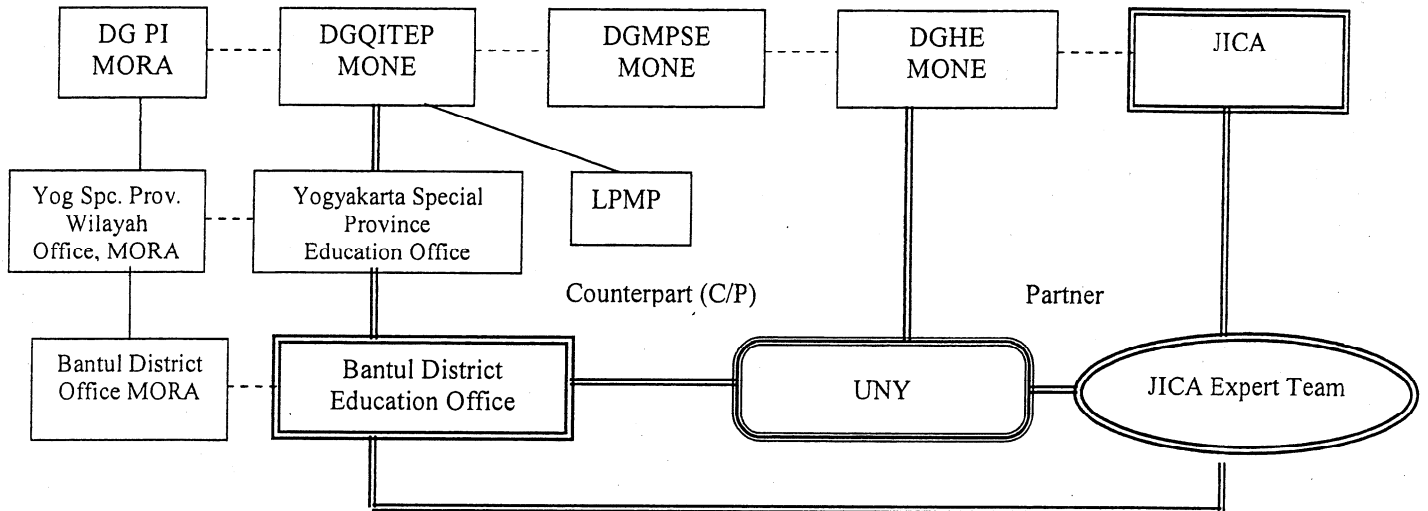 DG PI
MORA
DGQITEP
MONE
DGMPSE
MONE
DGHE
MONE
JICA
Yog Spc. Prov.
Wilayah
Office, MORA
Yogyakarta Special
Province
Education Office
LPMP
Counterpart (C/P)
Partner
Bantul District
Office MORA
Bantul District
Education Office
UNY
JICA Expert Team